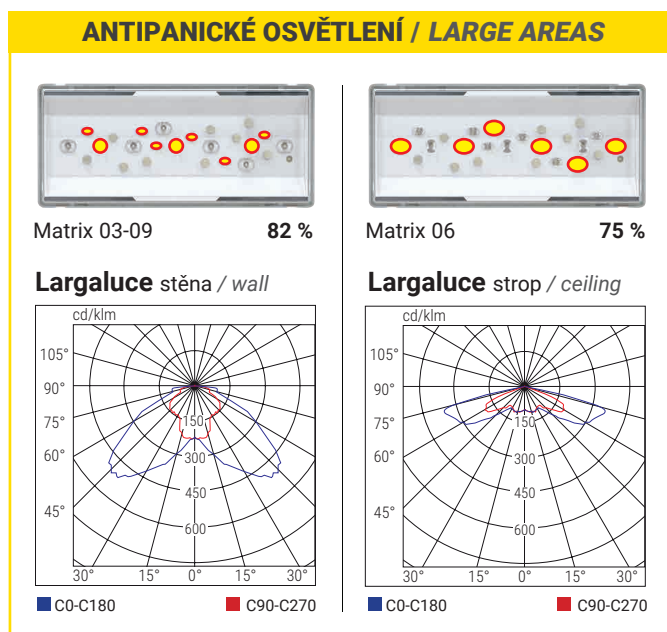 ANTIPANICKÉ OSVĚTLENÍ / LARGE AREAS
Matrix 03-09 82 %
Largaluce stěna / wall
cd/klm
105°
90°
75°
60°
45°
150
300
450
600
30° 15° 0° 15° 30°
C0-C180 C90-C270
Matrix 06 75 %
Largaluce strop / ceiling
cd/klm
105°
90°
75°
60°
45°
150
300
450
600
30° 15° 0° 15° 30°
C0-C180 C90-C270